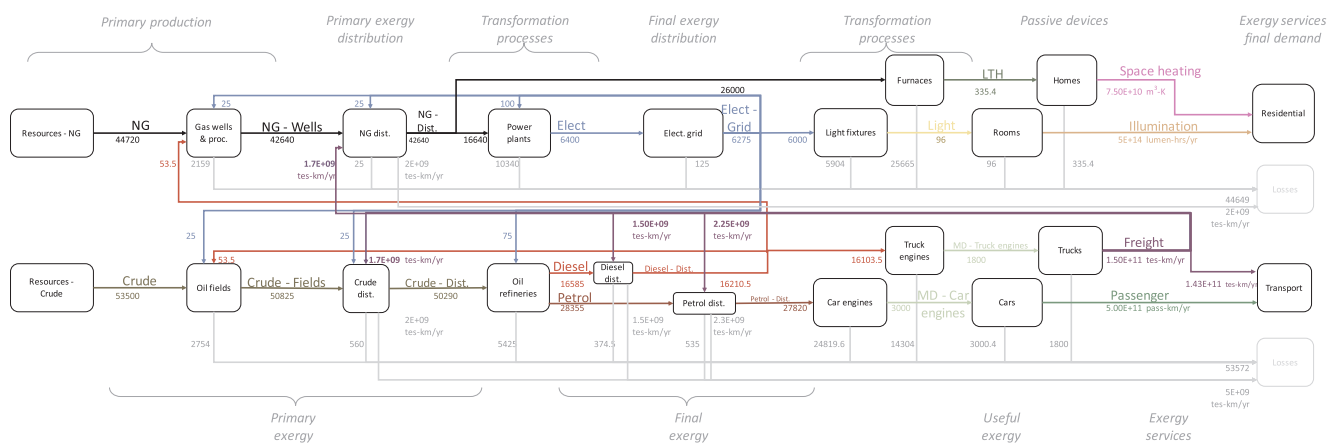 Primary production
Primary exergy
distribution
Transformation
processes
Final exergy
distribution
Transformation
processes
Passive devices
Exergy services
final demand
Resources - NG
NG
44720
Gas wells
& proc.
25
53.5
2159
NG - Wells
42640
NG dist.
25
1.7E+09
tes-km/yr
25
2E+09
tes-km/yr
NG -
Dist.
42640
16640
Power
plants
100
10340
Elect
6400
Elect. grid
125
26000
Elect -
Grid
6275
6000
Furnaces
LTH
335.4
Homes
Space heating
7.50E+10 m³-K
Light fixtures
5904
25665
Light
96
Rooms
96
335.4
Illumination
5E+14 lumen-hrs/yr
Residential
Losses
44649
2E+09
tes-km/yr
25
25
75
1.50E+09
tes-km/yr
2.25E+09
tes-km/yr
Resources -
Crude
Crude
53500
Oil fields
53.5
2754
Crude - Fields
50825
Crude
dist.
1.7E+09 tes-km/yr
560
2E+09
tes-km/yr
Crude - Dist.
50290
Oil
refineries
5425
Diesel
16585
Petrol
28355
Diesel
dist.
Diesel - Dist.
16210.5
1.5E+09
tes-km/yr
374.5
Petrol dist.
2.3E+09
tes-km/yr
535
Petrol - Dist.
27820
16103.5
Truck
engines
MD - Truck engines
1800
Trucks
Freight
1.50E+11 tes-km/yr
1.43E+11 tes-km/yr
Car engines
3000
24819.6
14304
MD - Car
engines
Cars
3000.4
1800
Passenger
5.00E+11 pass-km/yr
Transport
Losses
53572
5E+09
tes-km/yr
Primary
exergy
Final
exergy
Useful
exergy
Exergy
services